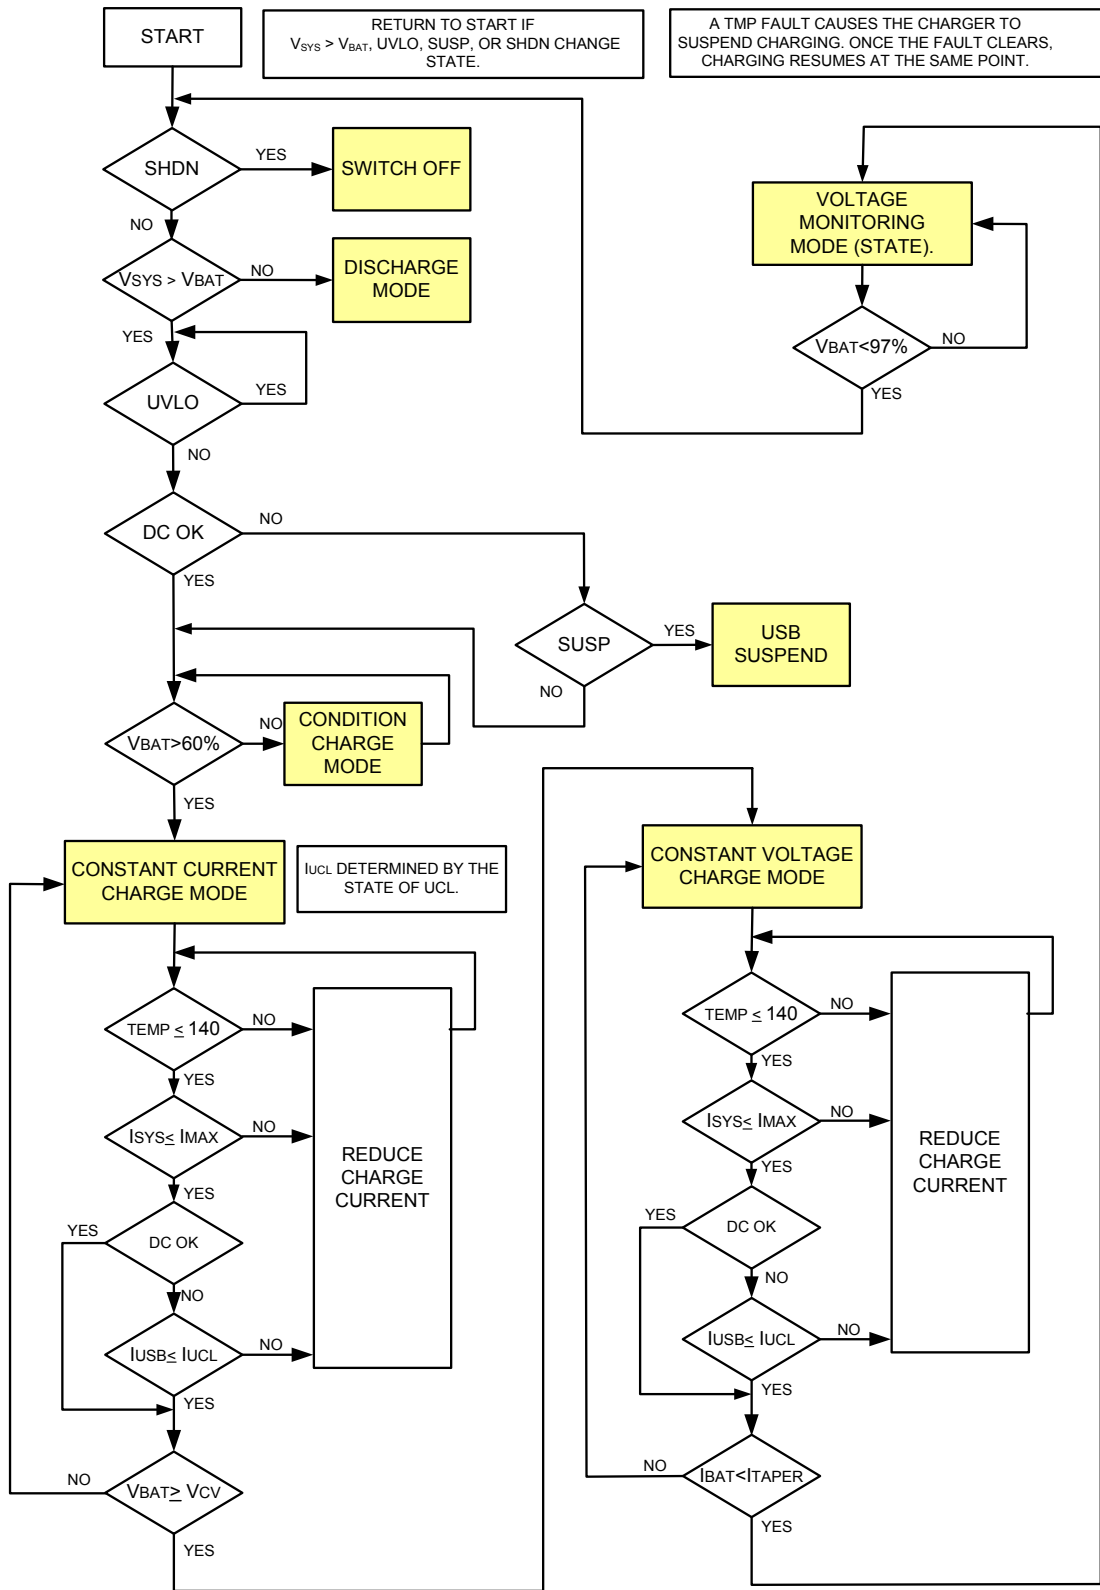 START
RETURN TO START IF
VSYS > VBAT, UVLO, SUSP, OR SHDN CHANGE
STATE.
A TMP FAULT CAUSES THE CHARGER TO
SUSPEND CHARGING. ONCE THE FAULT CLEARS,
CHARGING RESUMES AT THE SAME POINT.
SHDN
YES
SWITCH OFF
NO
VSYS > VBAT
NO
DISCHARGE
MODE
YES
UVLO
YES
NO
VOLTAGE
MONITORING
MODE (STATE).
VBAT<97%
NO
YES
DC OK
NO
YES
SUSP
YES
USB
SUSPEND
NO
VBAT>60%
NO
CONDITION
CHARGE
MODE
YES
CONSTANT CURRENT
CHARGE MODE
IUCL DETERMINED BY THE
STATE OF UCL.
TEMP ≤ 140
NO
YES
ISYS≤ IMAX
NO
YES
REDUCE
CHARGE
CURRENT
DC OK
YES
NO
IUSB≤ IUCL
NO
YES
VBAT≥ VCV
NO
YES
CONSTANT VOLTAGE
CHARGE MODE
TEMP ≤ 140
NO
YES
ISYS≤ IMAX
NO
YES
REDUCE
CHARGE
CURRENT
DC OK
YES
NO
IUSB≤ IUCL
NO
YES
IBAT<ITAPER
NO
YES